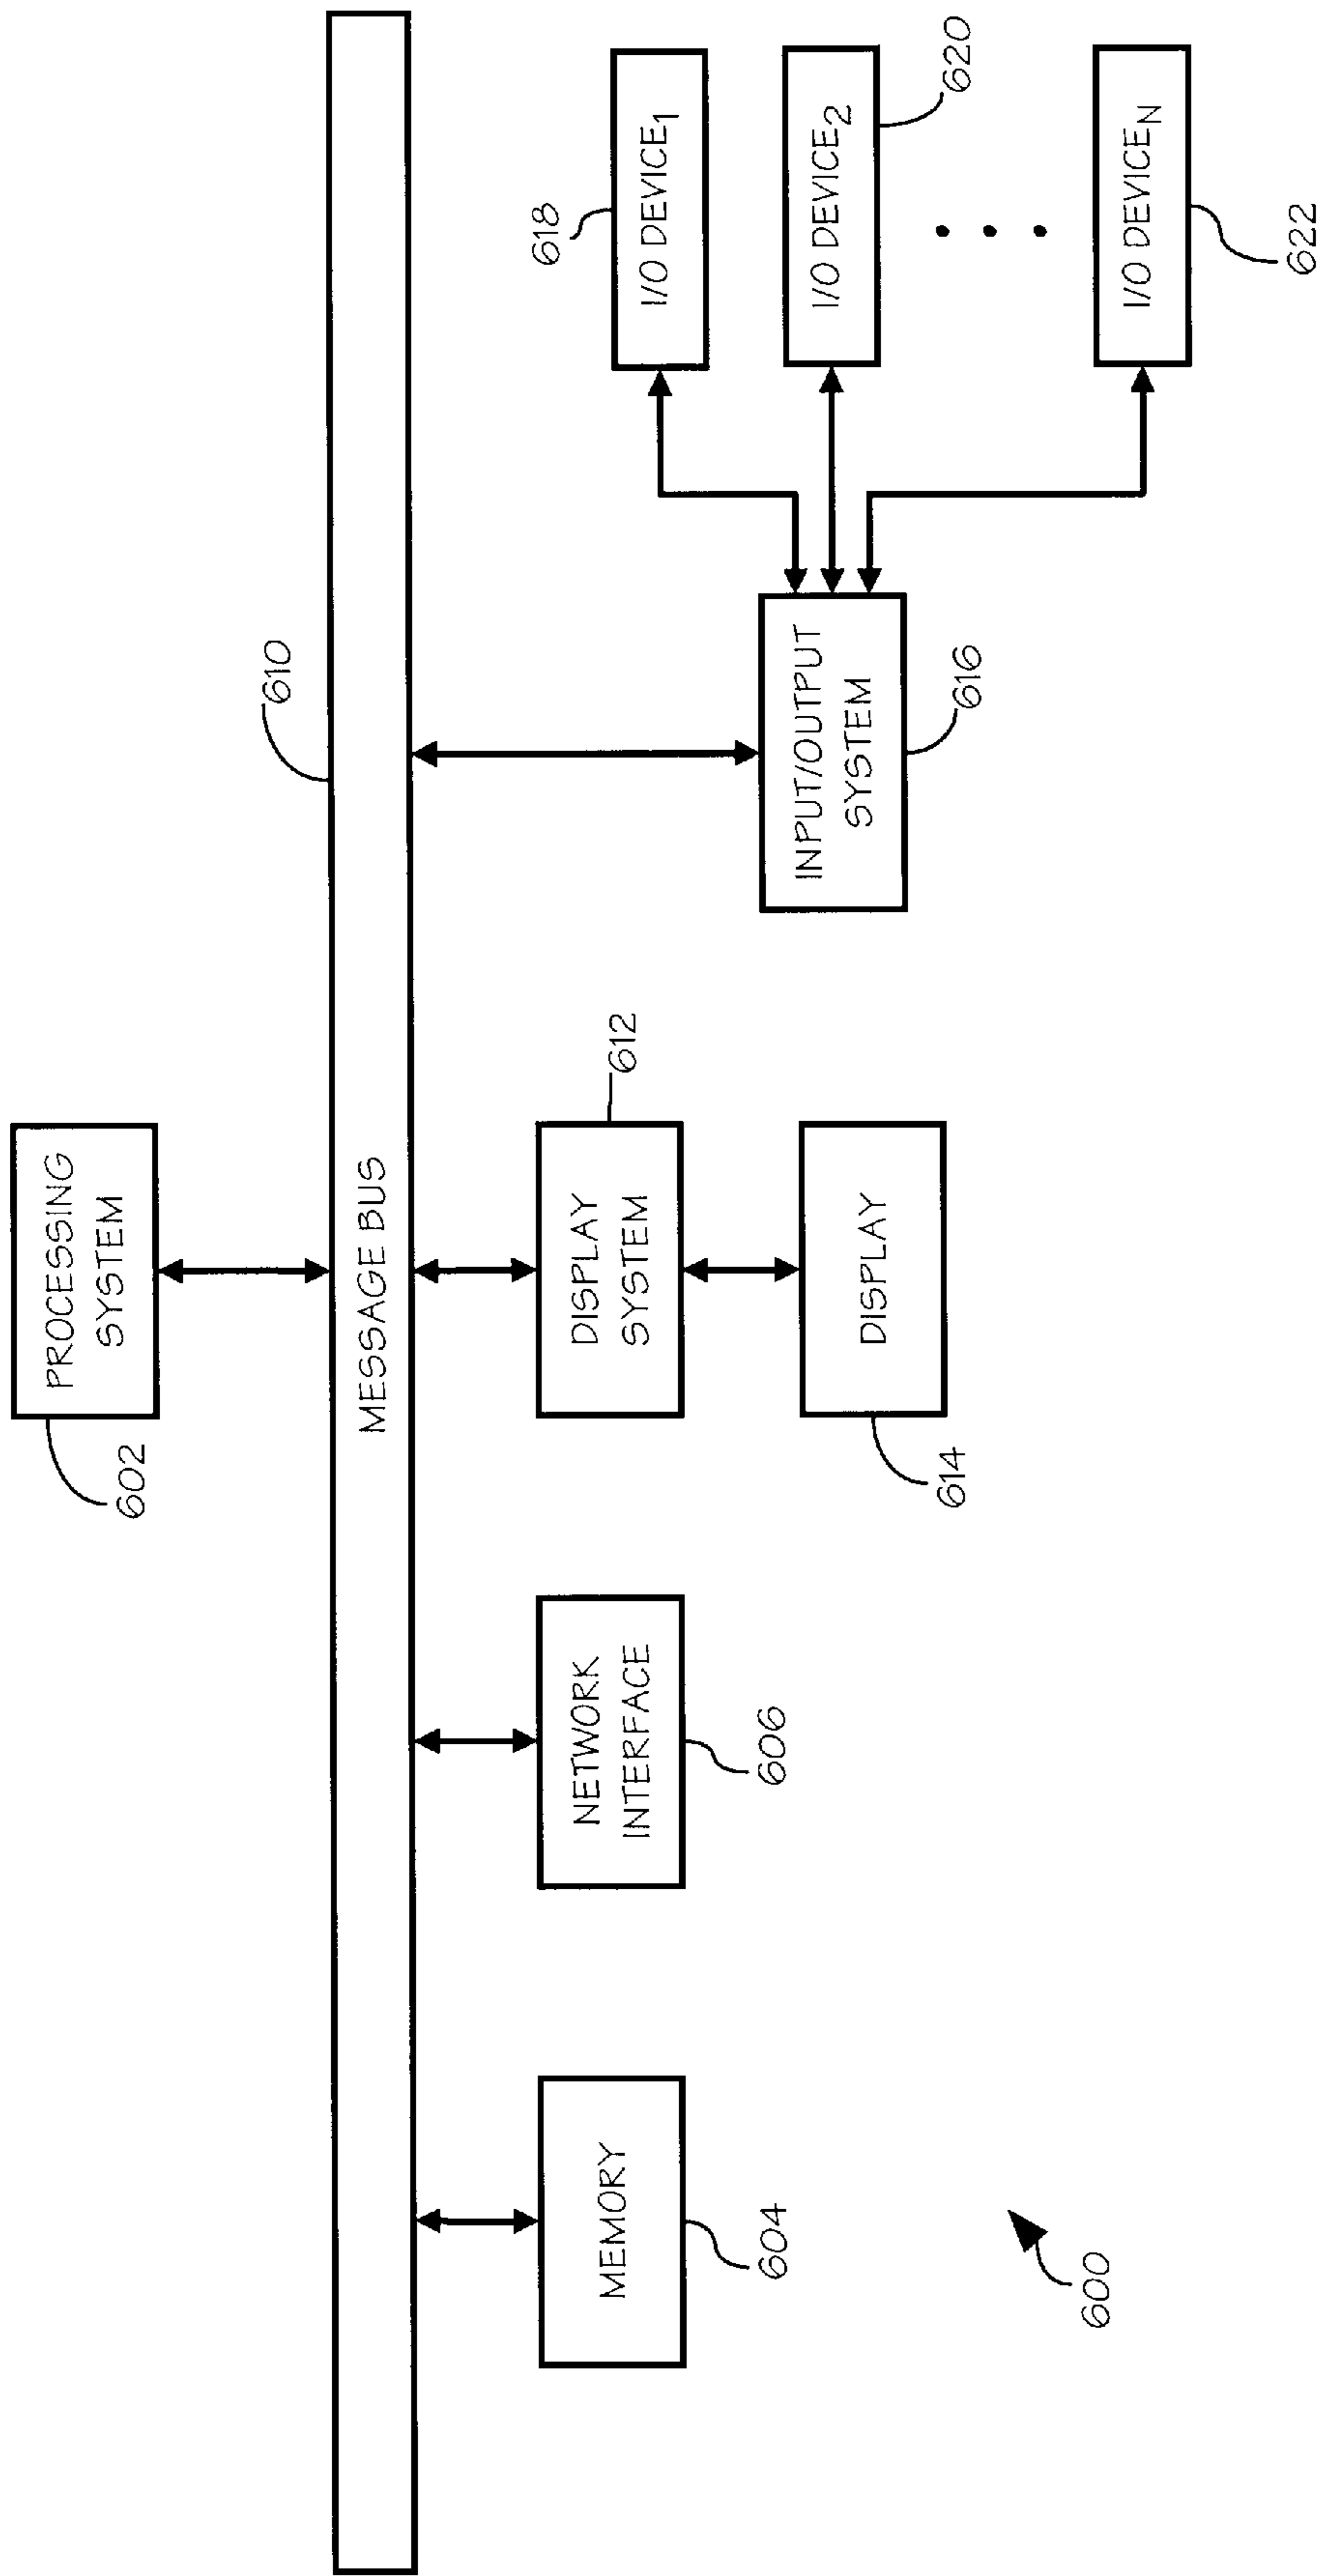 PROCESSING
SYSTEM
602
610
MESSAGE BUS
MEMORY
604
NETWORK
INTERFACE
606
DISPLAY
SYSTEM
612
DISPLAY
614
INPUT/OUTPUT
SYSTEM
616
618
I/O DEVICE1
I/O DEVICE2
620
I/O DEVICEN
622
600